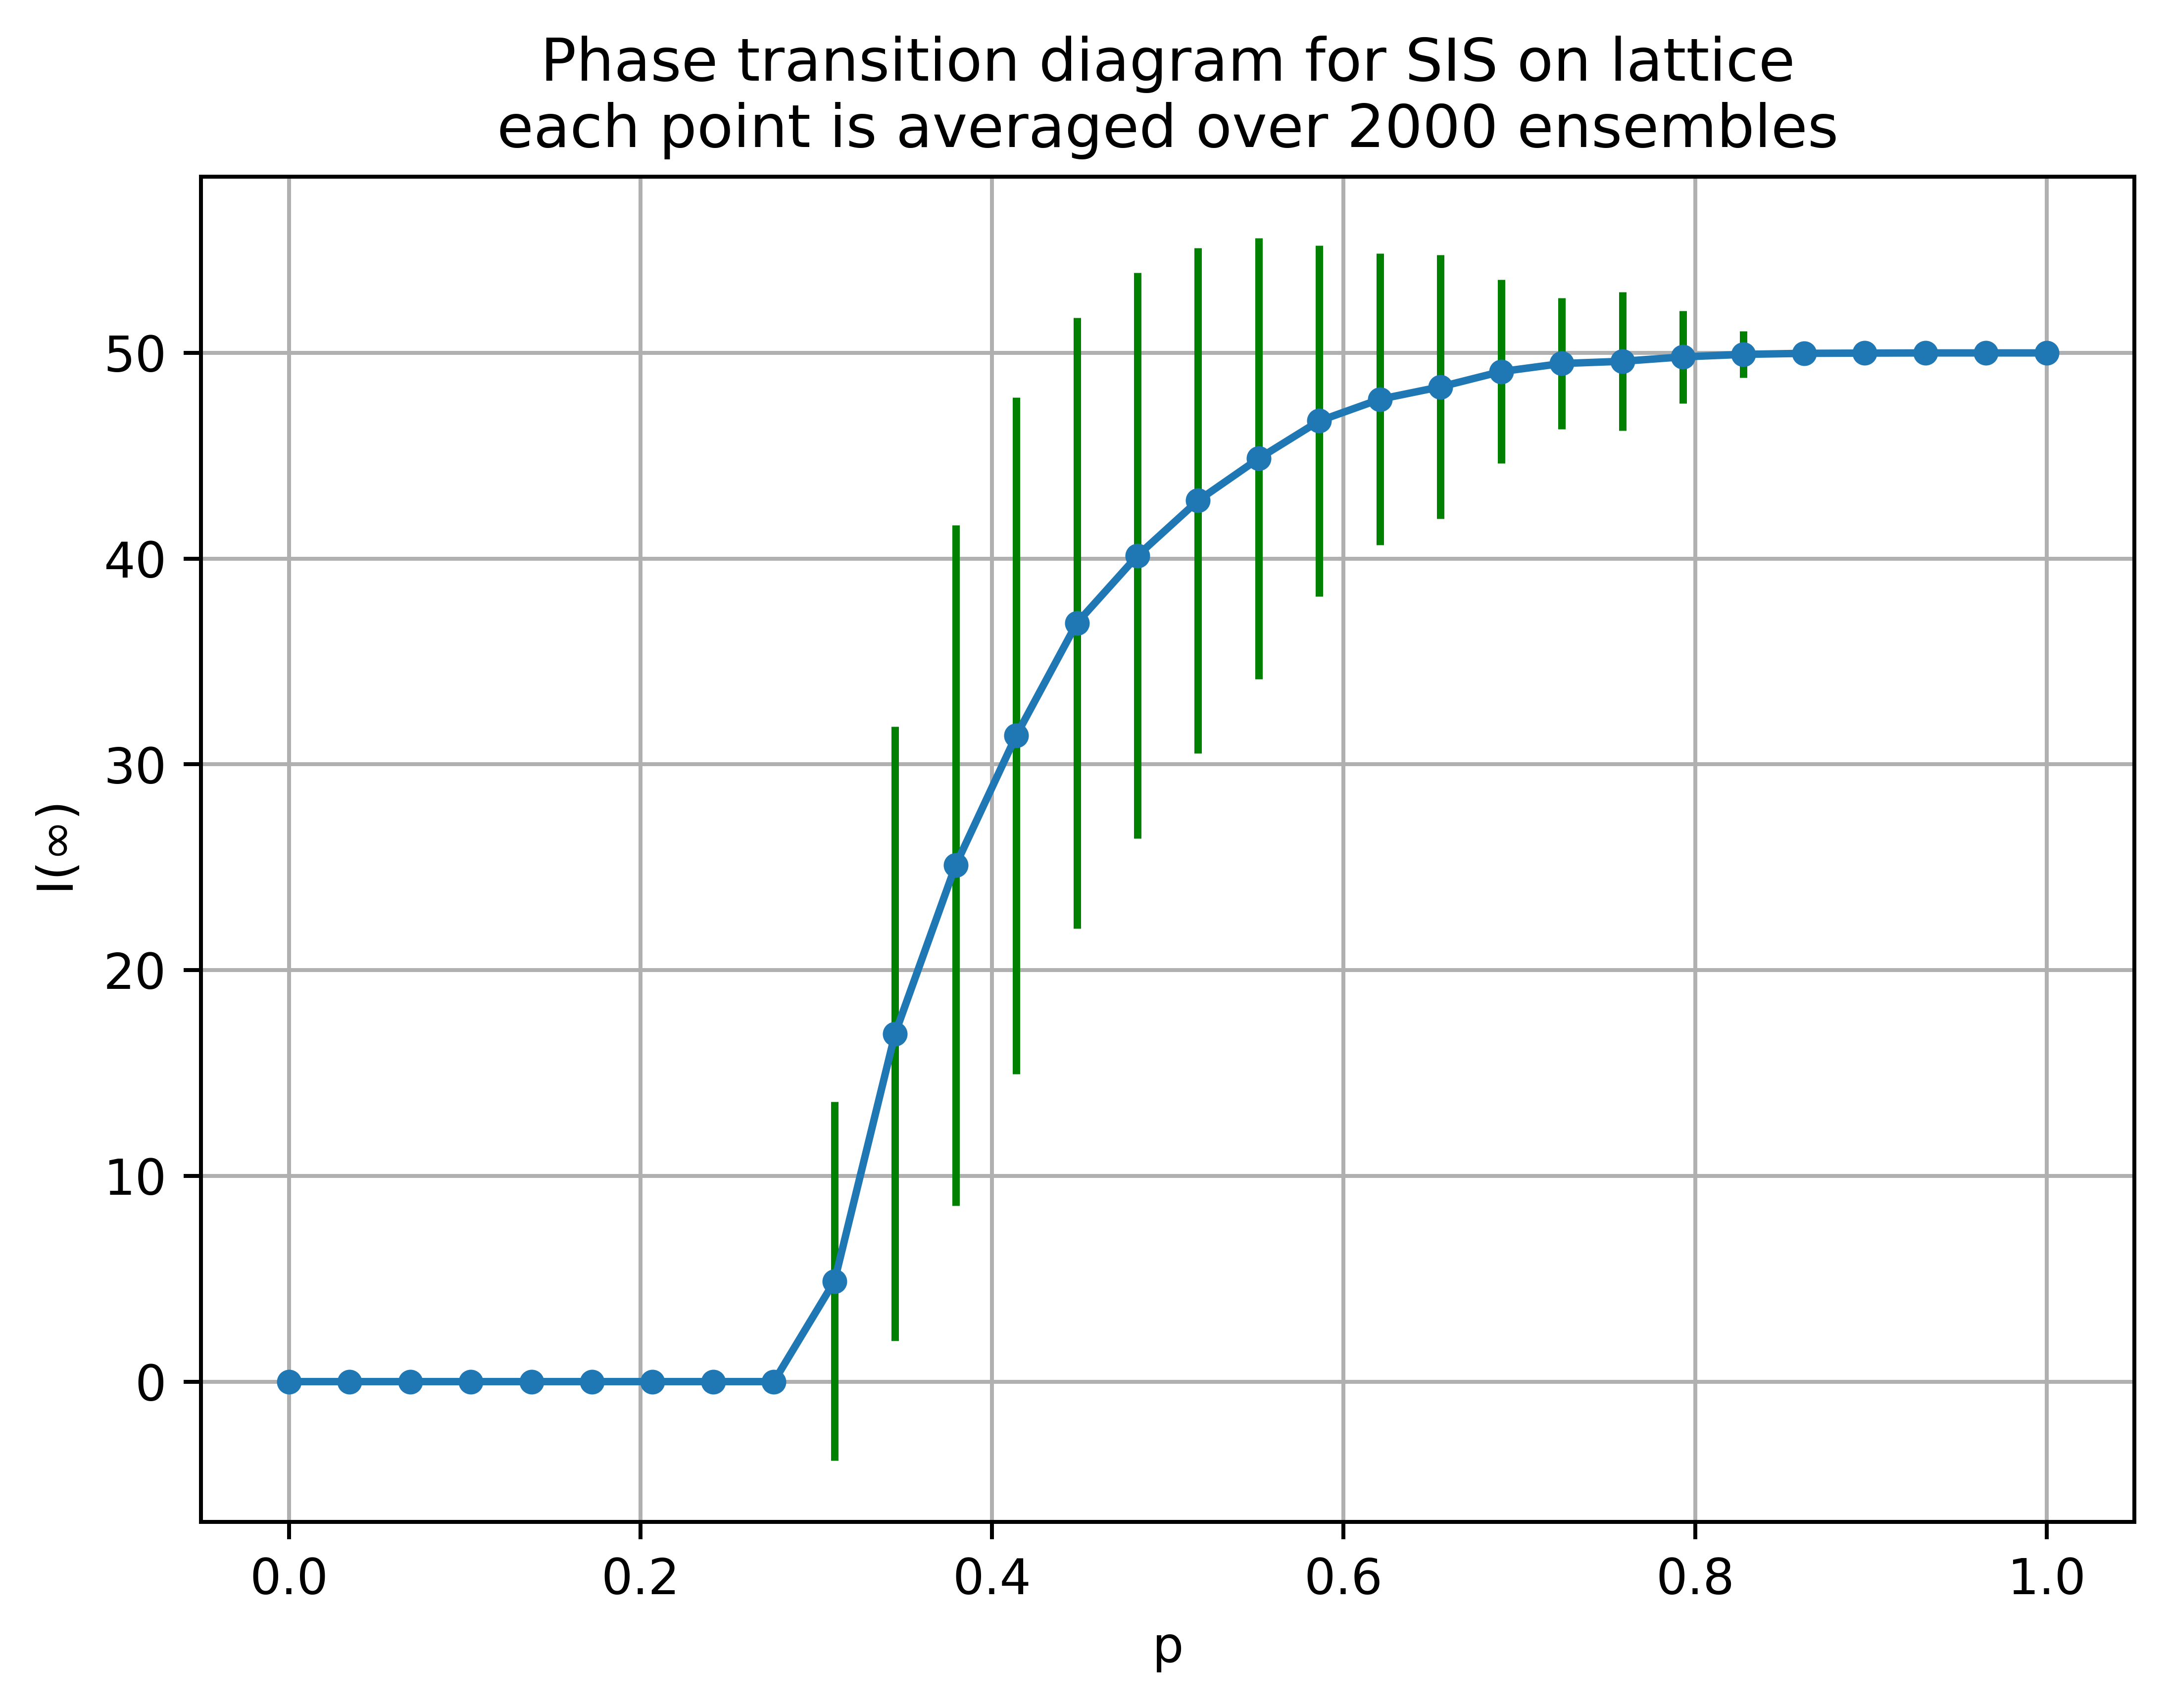 Phase transition diagram for SIS on lattice
each point is averaged over 2000 ensembles
50
40
30
20
10
0
I(∞)
0.0 0.2 0.4 0.6 0.8 1.0
p